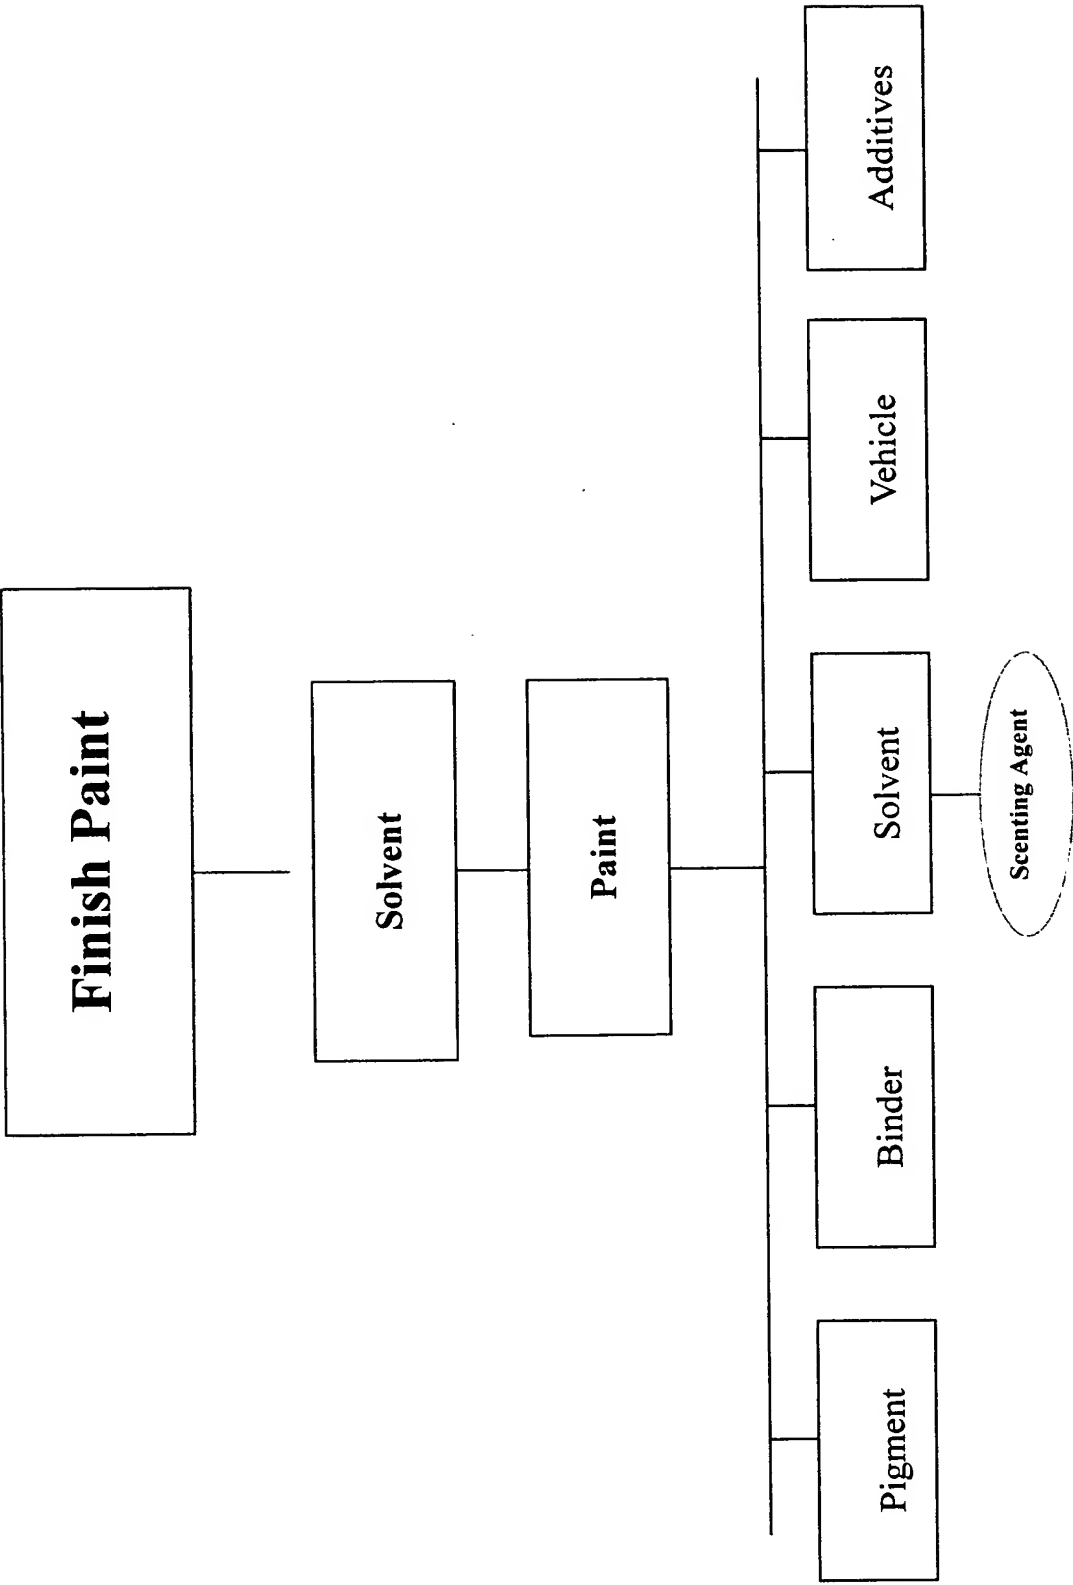 Finish Paint
Solvent
Paint
Pigment
Binder
Solvent
Vehicle
Additives
Scenting Agent